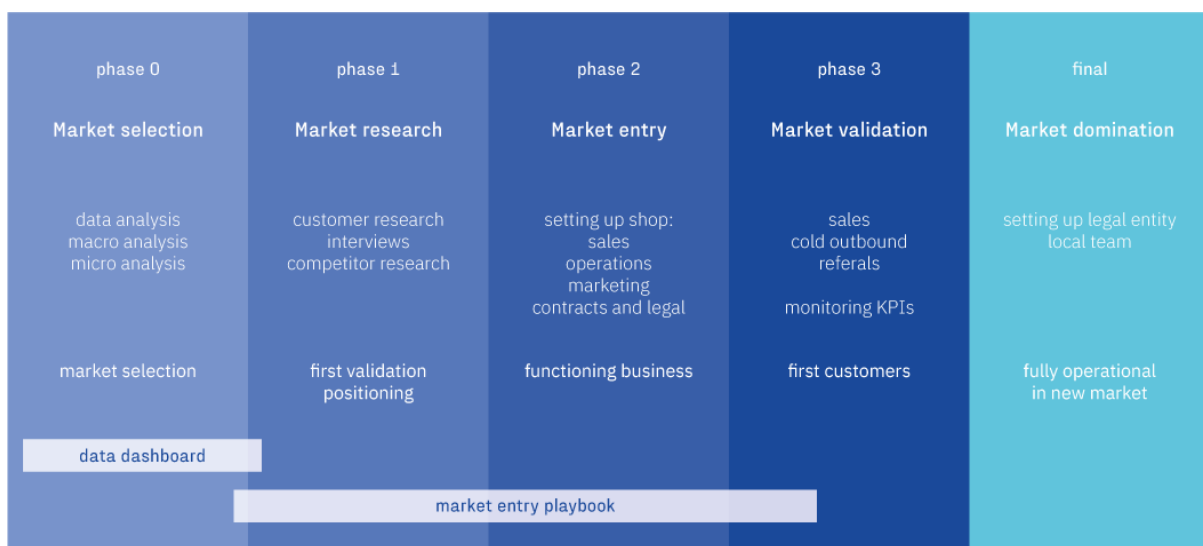 phase 0
Market selection
data analysis
macro analysis
micro analysis
market selection
phase 1
Market research
customer research
interviews
competitor research
first validation
positioning
phase 2
Market entry
setting up shop:
sales
operations
marketing
contracts and legal
functioning business
phase 3
Market validation
sales
cold outbound
referals
monitoring KPIs
first customers
final
Market domination
setting up legal entity
local team
fully operational
in new market
data dashboard
market entry playbook